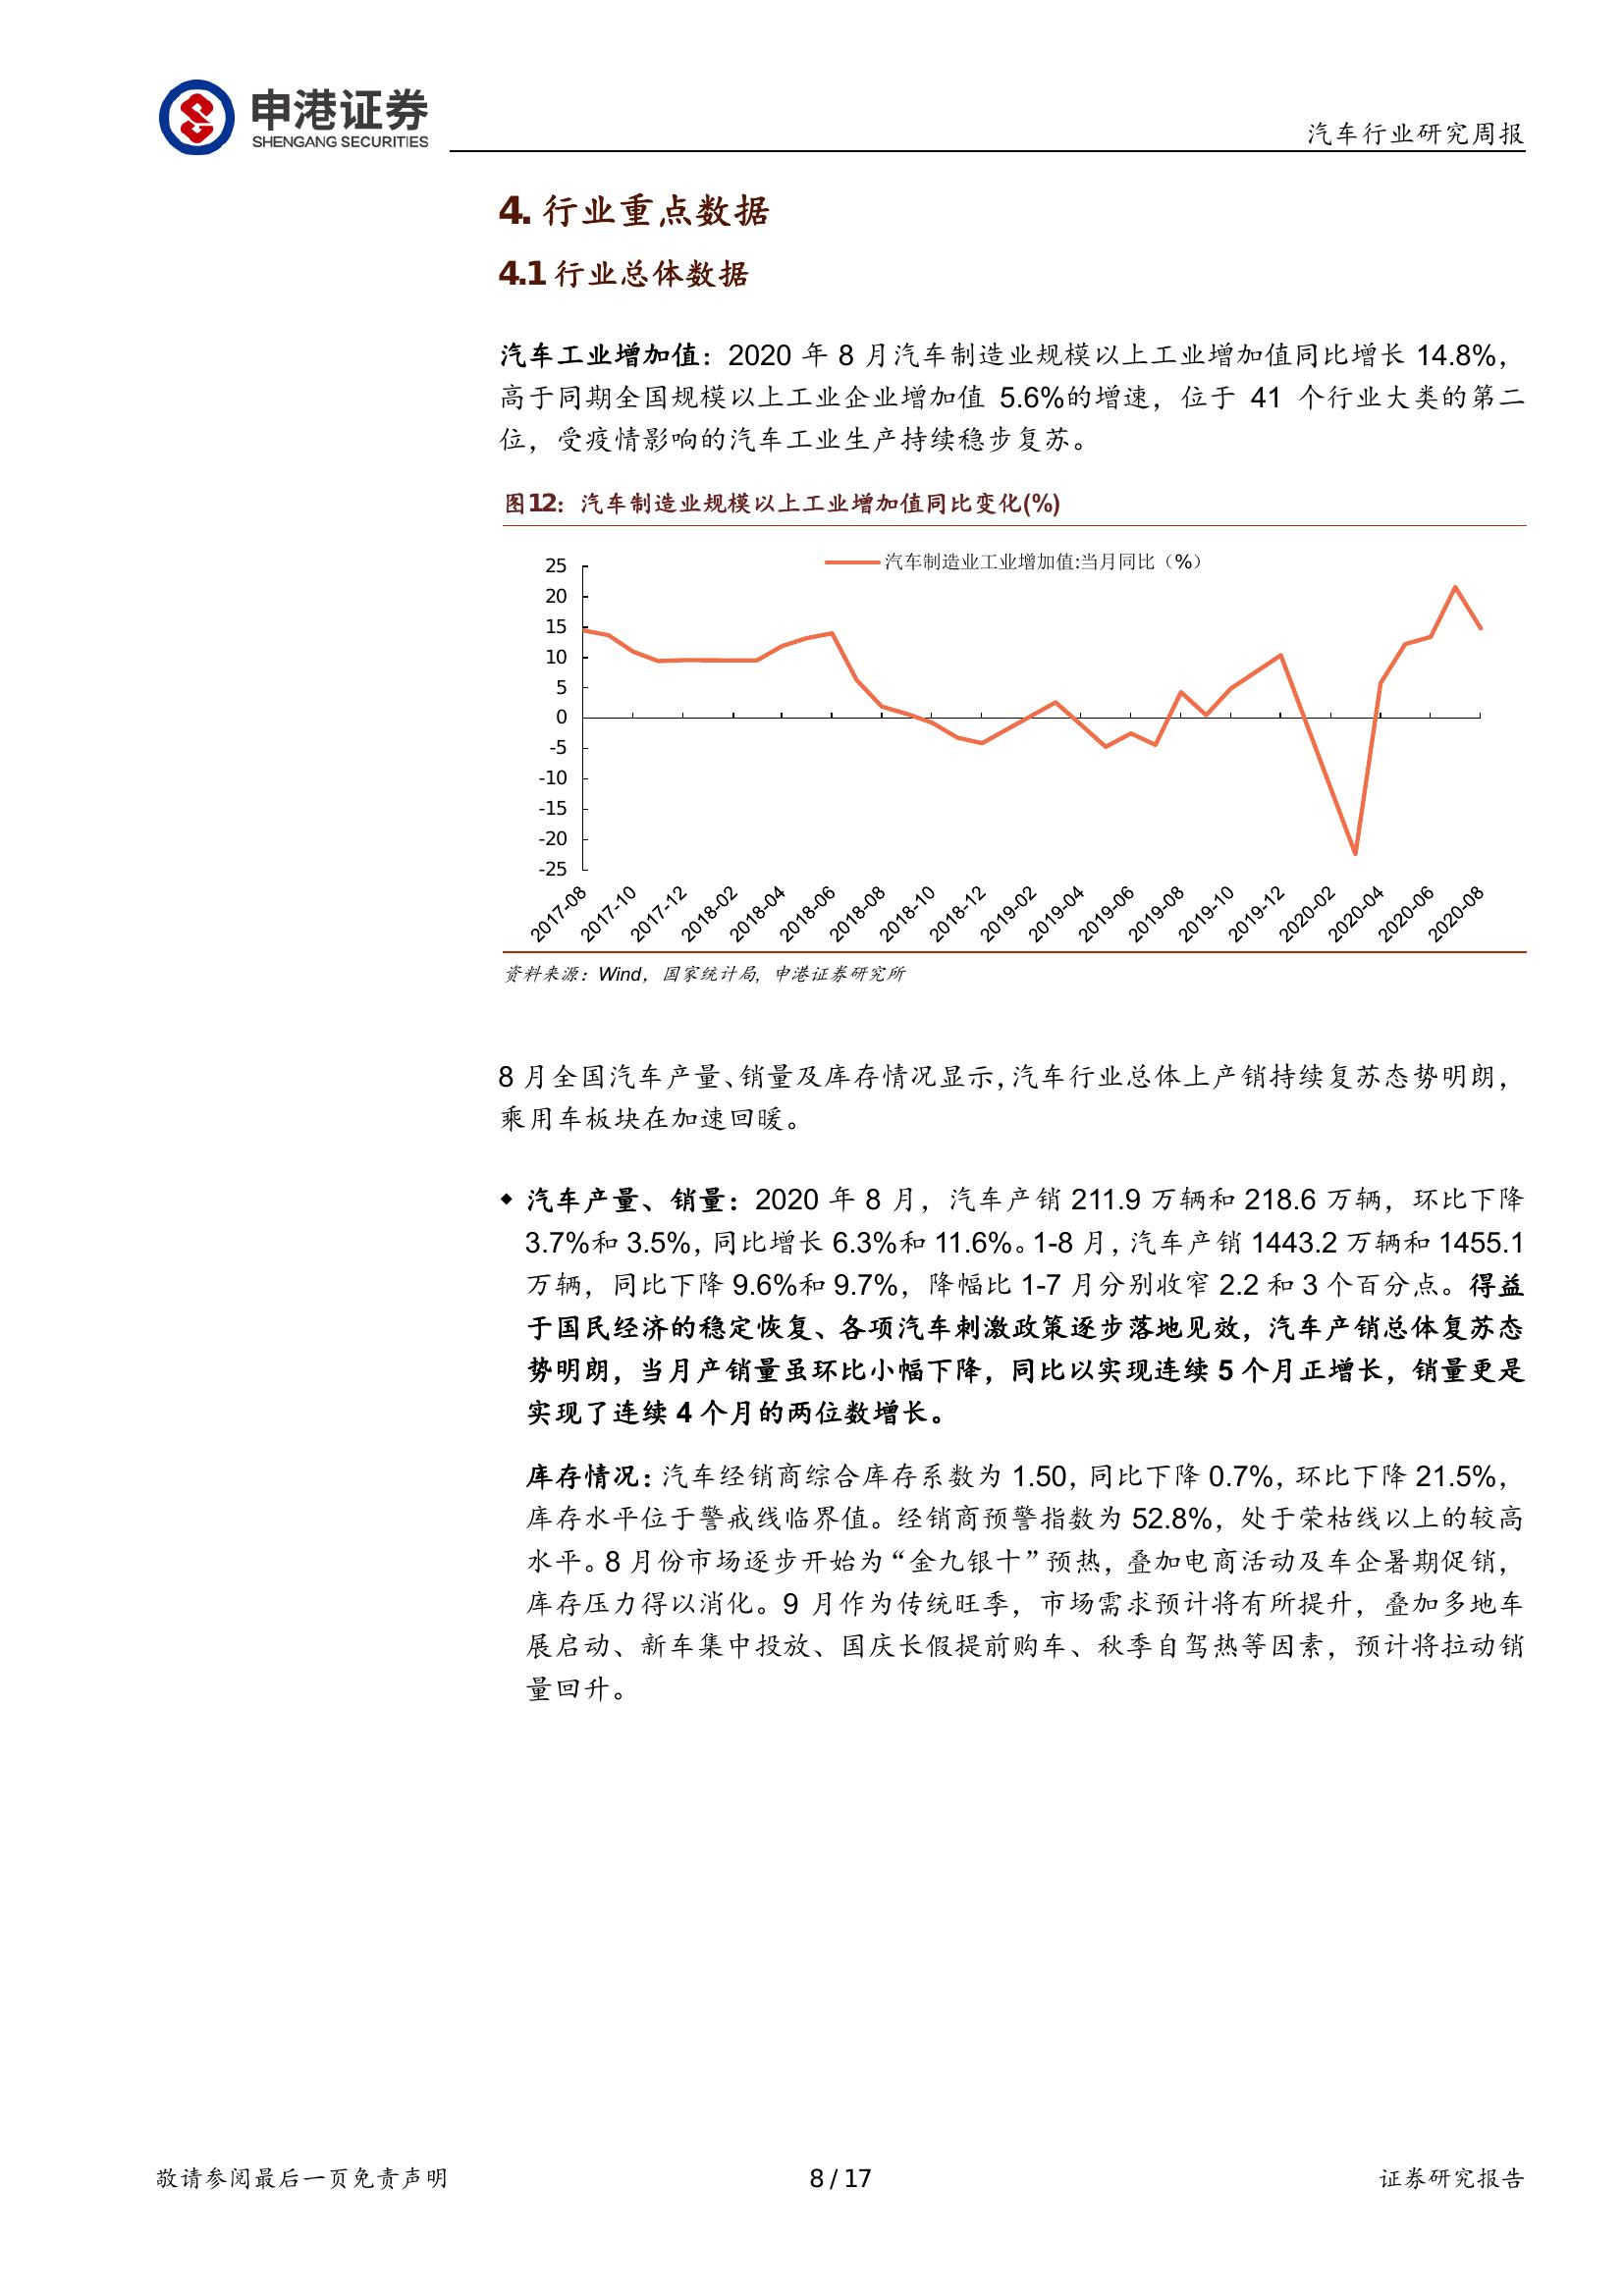 申港证券
SHENGANG SECURITIES
汽车行业研究周报
4. 行业重点数据
4.1 行业总体数据
汽车工业增加值：2020 年 8 月汽车制造业规模以上工业增加值同比增长 14.8%，
高于同期全国规模以上工业企业增加值 5.6%的增速，位于 41 个行业大类的第二
位，受疫情影响的汽车工业生产持续稳步复苏。
图12：汽车制造业规模以上工业增加值同比变化(%)
汽车制造业工业增加值:当月同比（%）
25
20
15
10
5
0
-5
-10
-15
-20
-25
2017-08
2017-10
2017-12
2018-02
2018-04
2018-06
2018-08
2018-10
2018-12
2019-02
2019-04
2019-06
2019-08
2019-10
2019-12
2020-02
2020-04
2020-06
2020-08
资料来源：Wind，国家统计局, 申港证券研究所
8 月全国汽车产量、销量及库存情况显示，汽车行业总体上产销持续复苏态势明朗，
乘用车板块在加速回暖。
◆ 汽车产量、销量：2020 年 8 月，汽车产销 211.9 万辆和 218.6 万辆，环比下降
3.7%和 3.5%，同比增长 6.3%和 11.6%。1-8 月，汽车产销 1443.2 万辆和 1455.1
万辆，同比下降 9.6%和 9.7%，降幅比 1-7 月分别收窄 2.2 和 3 个百分点。得益
于国民经济的稳定恢复、各项汽车刺激政策逐步落地见效，汽车产销总体复苏态
势明朗，当月产销量虽环比小幅下降，同比以实现连续 5 个月正增长，销量更是
实现了连续 4 个月的两位数增长。
库存情况：汽车经销商综合库存系数为 1.50，同比下降 0.7%，环比下降 21.5%，
库存水平位于警戒线临界值。经销商预警指数为 52.8%，处于荣枯线以上的较高
水平。8 月份市场逐步开始为“金九银十”预热，叠加电商活动及车企暑期促销，
库存压力得以消化。9 月作为传统旺季，市场需求预计将有所提升，叠加多地车
展启动、新车集中投放、国庆长假提前购车、秋季自驾热等因素，预计将拉动销
量回升。
敬请参阅最后一页免责声明
8 / 17
证券研究报告